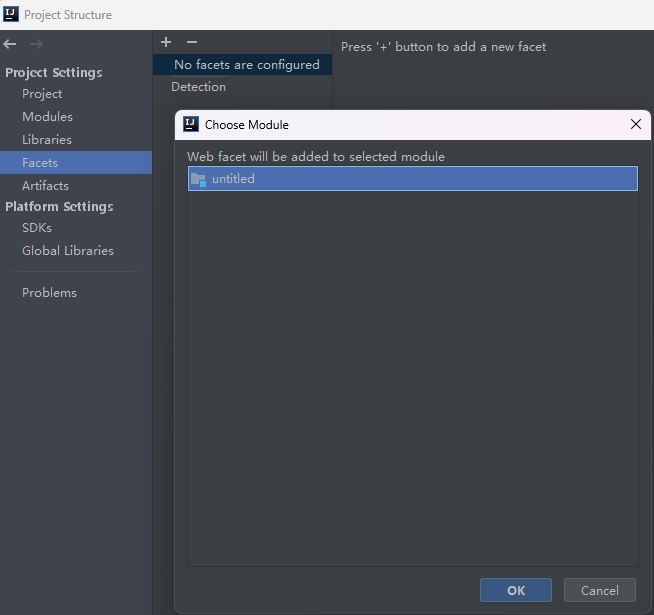 Project Structure
Project Settings
Project
Modules
Libraries
Facets
Artifacts
Platform Settings
SDKs
Global Libraries
Problems
No facets are configured
Detection
Press '+' button to add a new facet
Choose Module
Web facet will be added to selected module
untitled
OK
Cancel